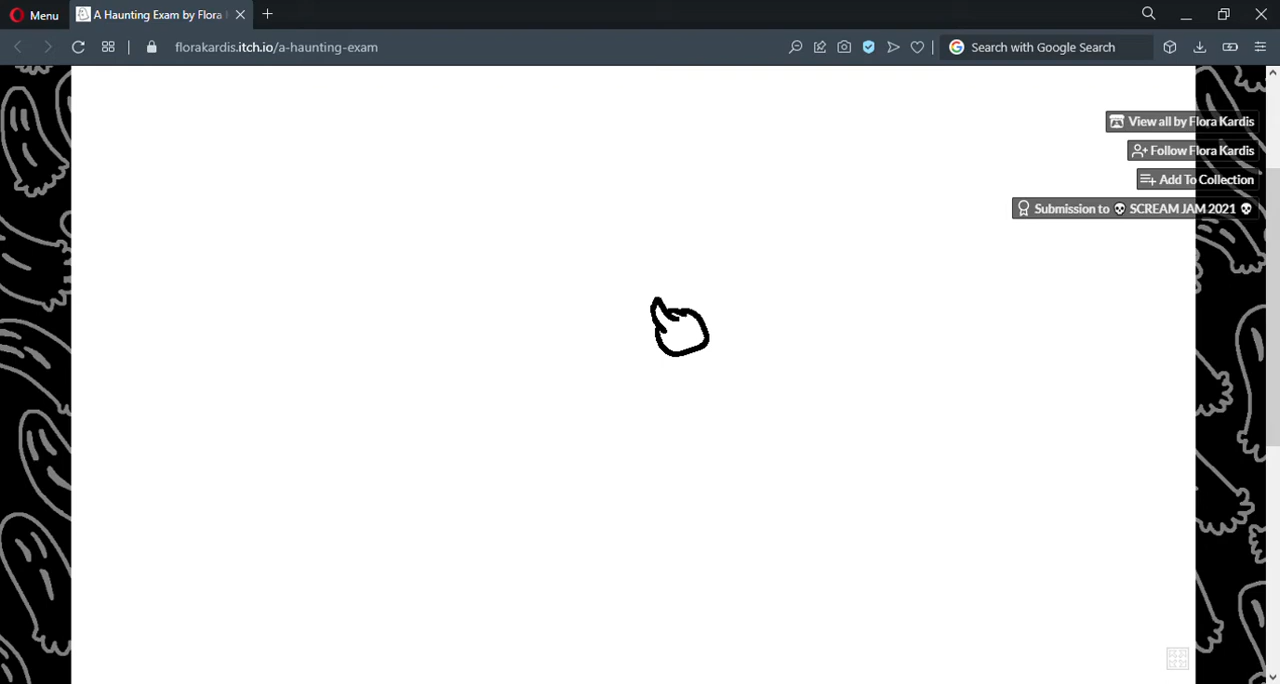 Menu
A Haunting Exam by Flora
florakardis.itch.io/a-haunting-exam
Search with Google Search
View all by Flora Kardis
Follow Flora Kardis
Add To Collection
Submission to 💀 SCREAM JAM 2021 💀